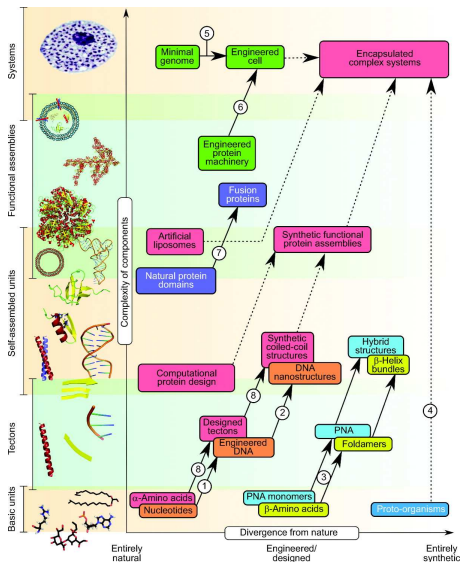 Systems
Functional assemblies
Self-assembled units
Tectons
Basic units
Complexity of components
5
Minimal
genome
Engineered
cell
Encapsulated
complex systems
6
Engineered
protein
machinery
Fusion
proteins
Artificial
liposomes
7
Synthetic functional
protein assemblies
Natural protein
domains
Synthetic
coiled-coil
structures
DNA
nanostructures
Hybrid
structures
β-Helix
bundles
Computational
protein design
8
2
4
Designed
tectons
Engineered
DNA
PNA
Foldamers
8
1
3
α-Amino acids
Nucleotides
PNA monomers
β-Amino acids
Proto-organisms
Divergence from nature
Entirely
natural
Engineered/
designed
Entirely
synthetic